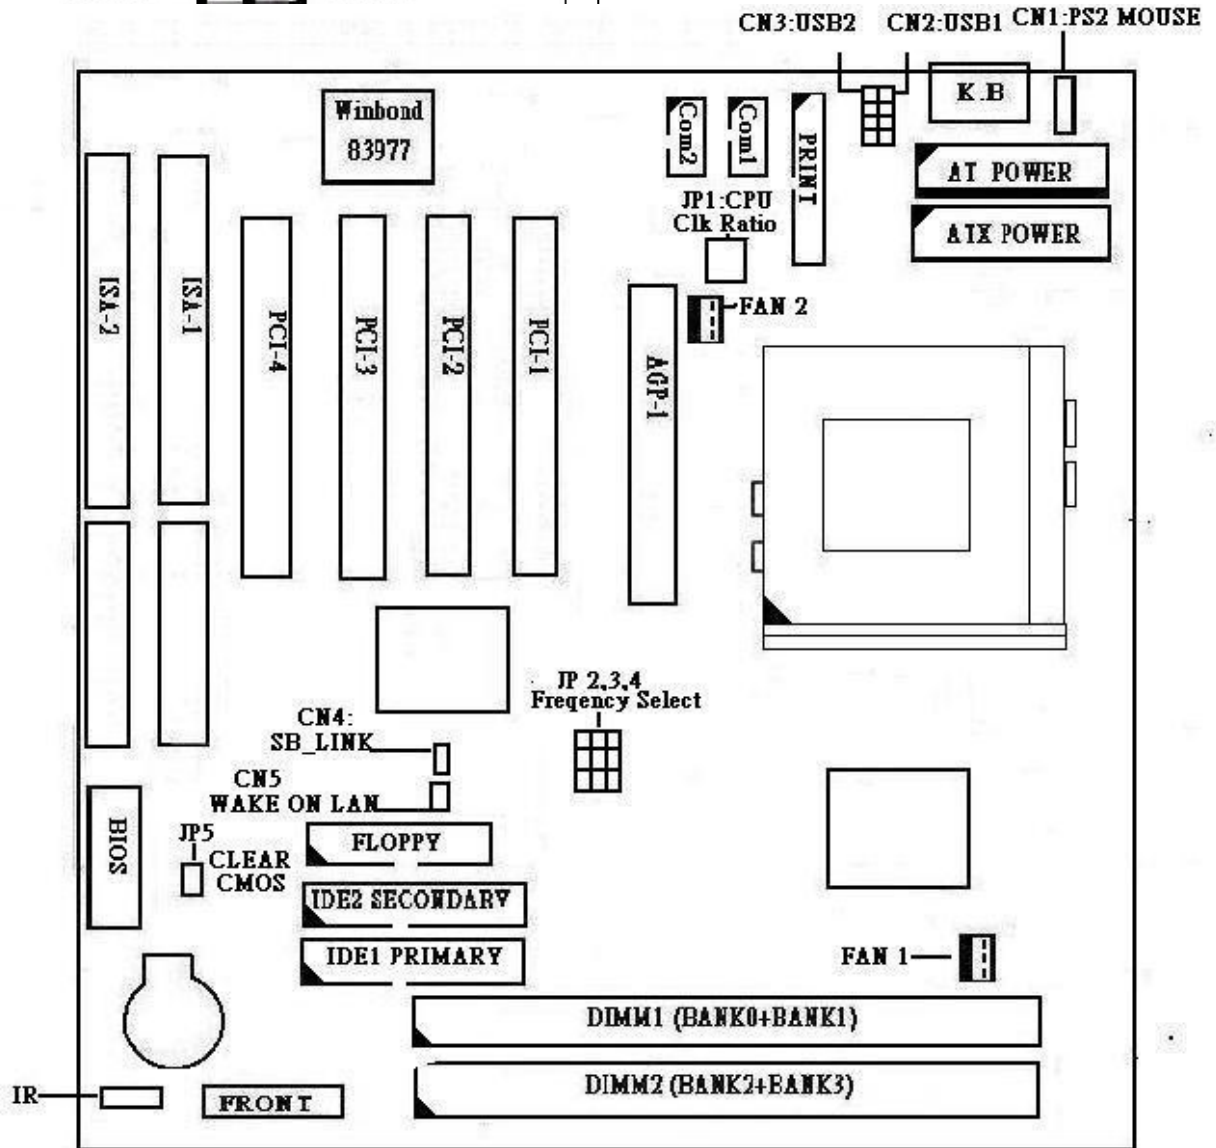 CN3:USB2 CN2:USB1 CN1:PS2 MOUSE
Winbond
83977
Com2
Com1
PRINT
K.B
AT POWER
ATX POWER
JP1:CPU
Clk Ratio
FAN 2
ISA-2
ISA-1
PCI-4
PCI-3
PCI-2
PCI-1
AGP-1
JP 2,3,4
Freqency Select
CN4:
SB_LINK
CN5
WAKE ON LAN
BIOS
JP5
CLEAR
CMOS
FLOPPY
IDE2 SECONDARY
IDE1 PRIMARY
FAN 1
DIMM1 (BANK0+BANK1)
DIMM2 (BANK2+BANK3)
IR
FRONT